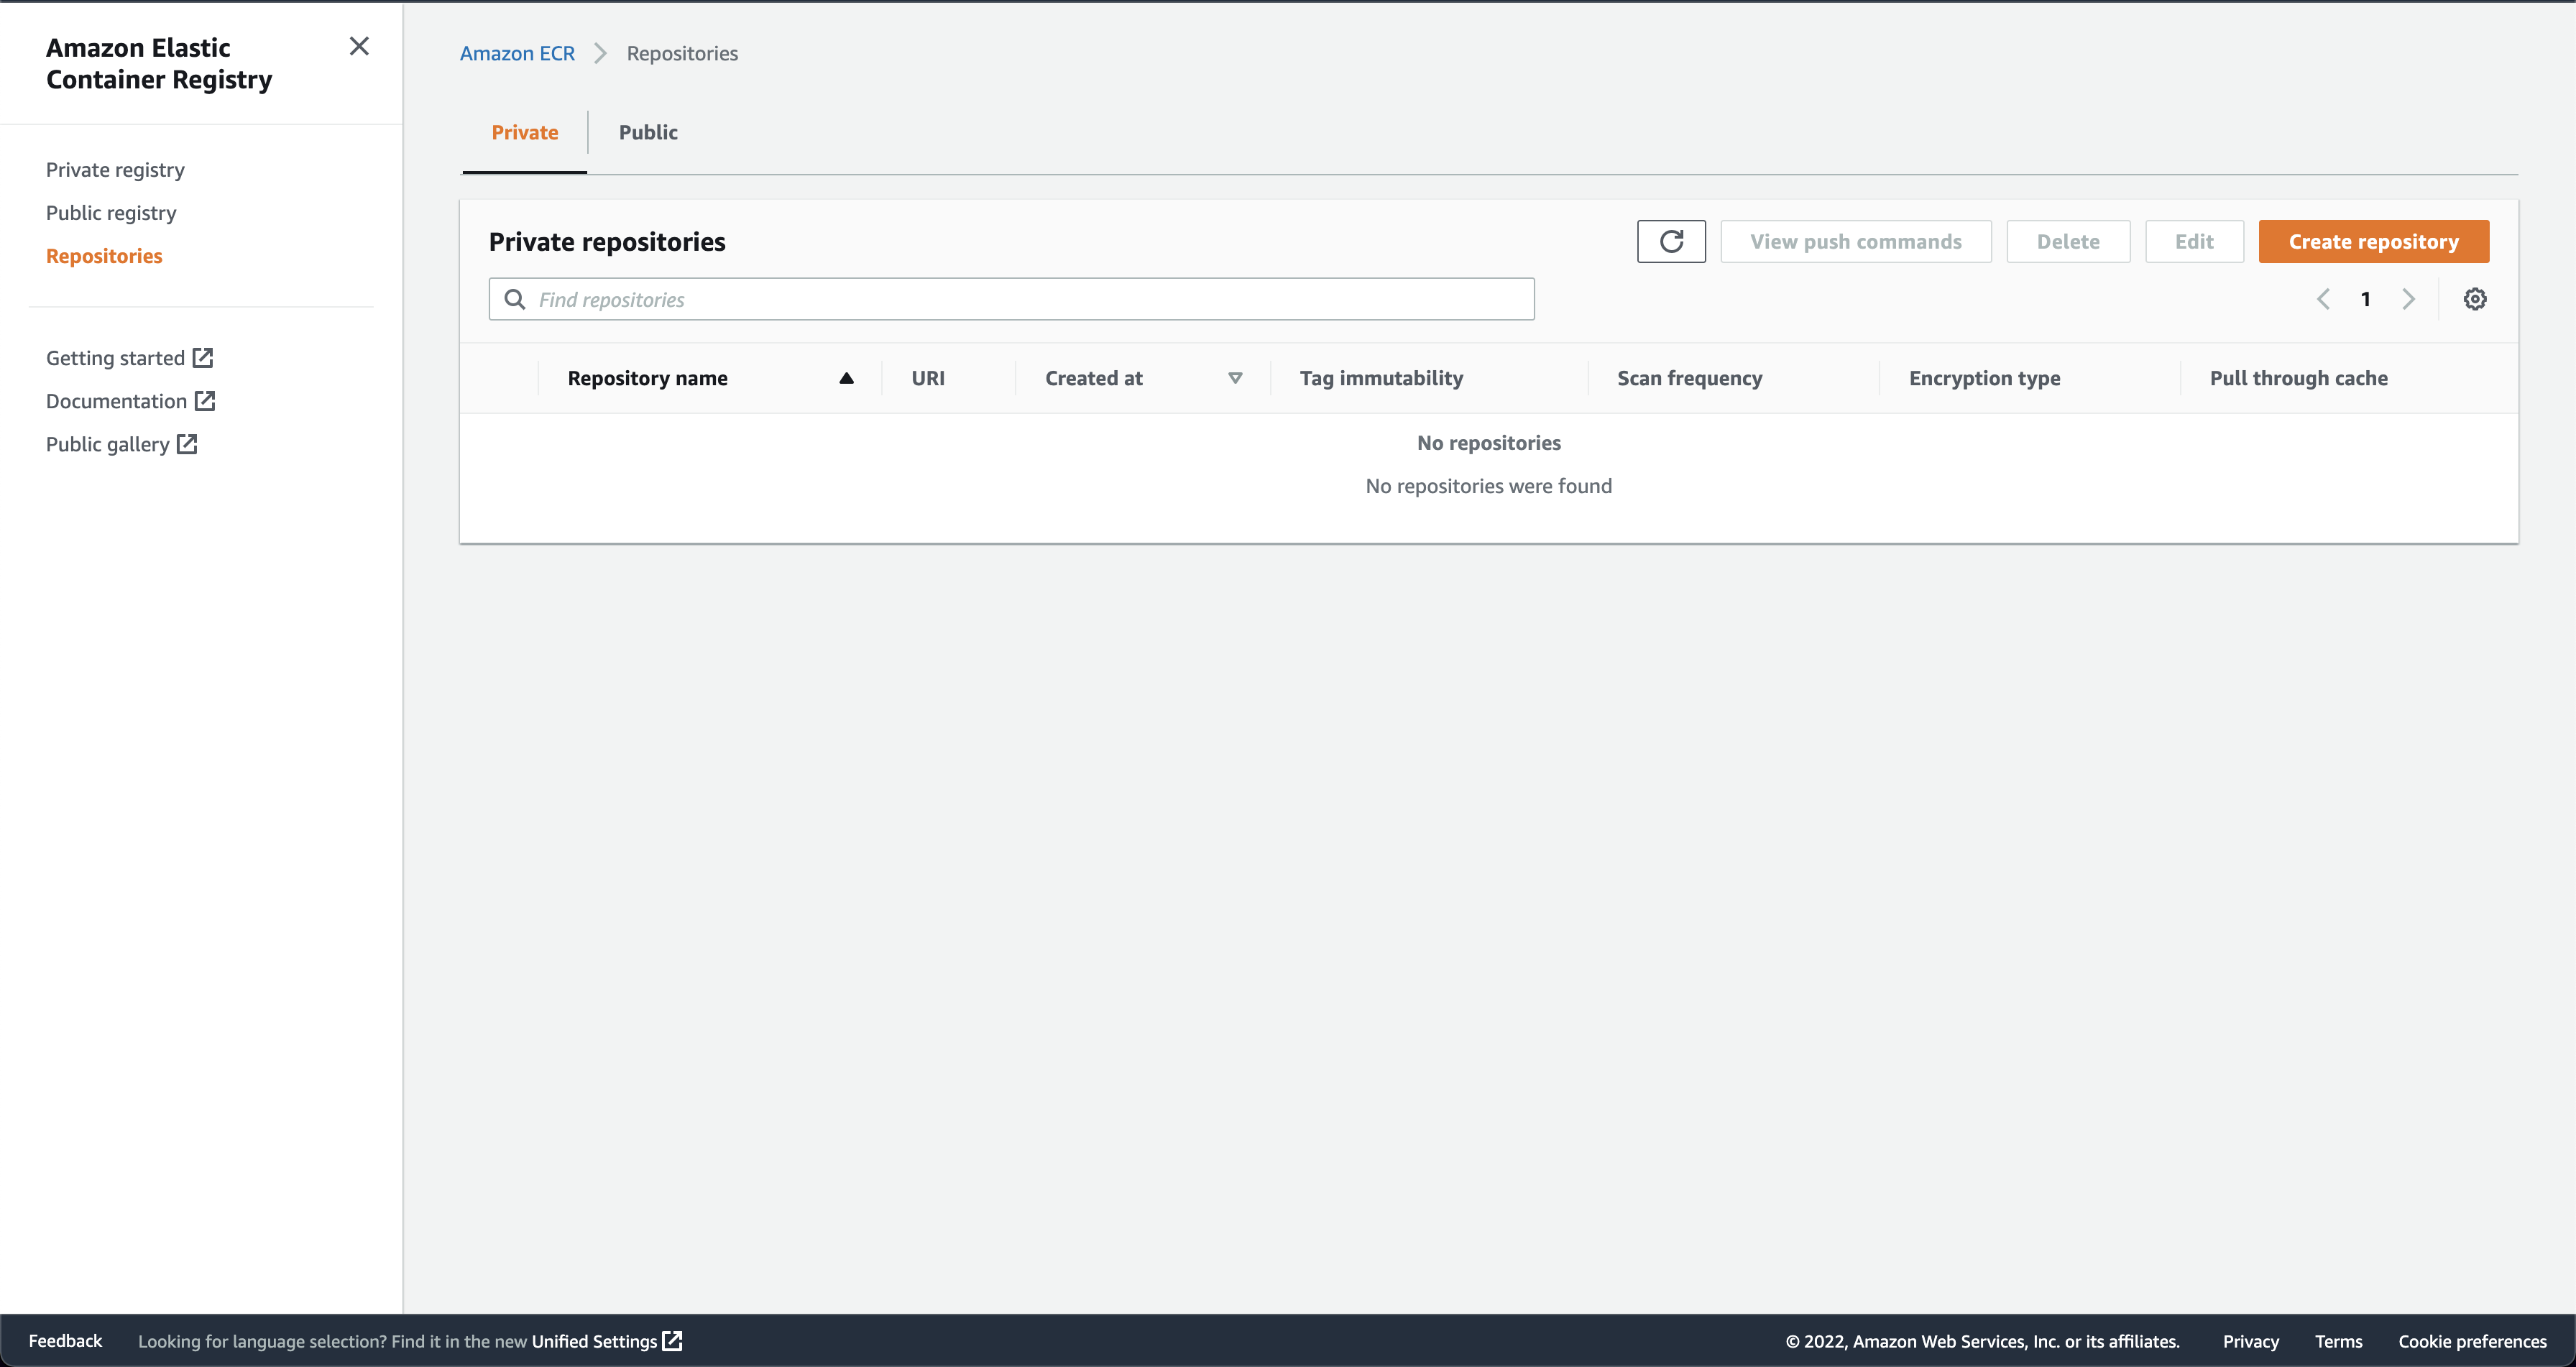 Amazon Elastic
Container Registry
Private registry
Public registry
Repositories
Getting started
Documentation
Public gallery
Amazon ECR Repositories
Private Public
Private repositories
View push commands Delete Edit Create repository
Find repositories
1
Repository name URI Created at Tag immutability Scan frequency Encryption type Pull through cache
No repositories
No repositories were found
Feedback Looking for language selection? Find it in the new Unified Settings © 2022, Amazon Web Services, Inc. or its affiliates. Privacy Terms Cookie preferences